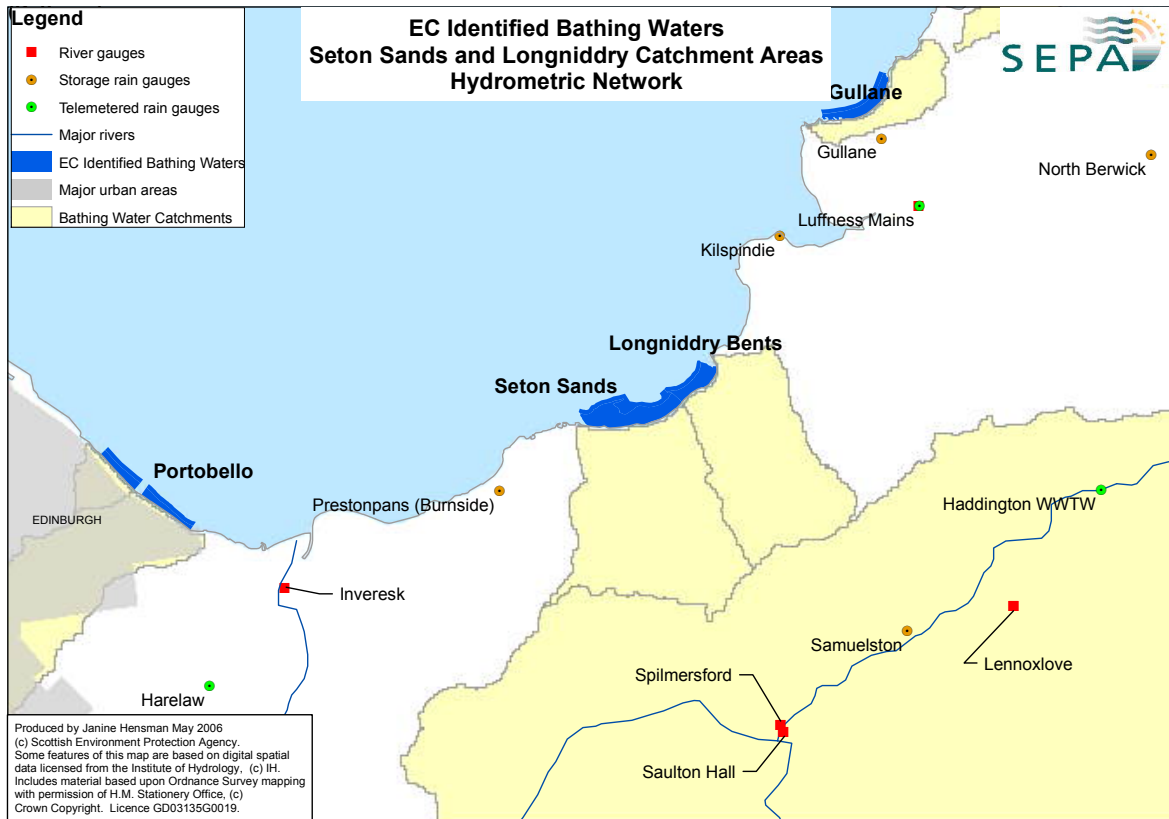 Legend
River gauges
Storage rain gauges
Telemetered rain gauges
Major rivers
EC Identified Bathing Waters
Major urban areas
Bathing Water Catchments
EC Identified Bathing Waters
Seton Sands and Longniddry Catchment Areas
Hydrometric Network
SEPA
Gullane
Gullane
North Berwick
Luffness Mains
Kilspindie
Longniddry Bents
Seton Sands
Portobello
Prestonpans (Burnside)
Haddington WWTW
EDINBURGH
Inveresk
Samuelston
Lennoxlove
Spilmersford
Harelaw
Saulton Hall
Produced by Janine Hensman May 2006
(c) Scottish Environment Protection Agency.
Some features of this map are based on digital spatial
data licensed from the Institute of Hydrology, (c) IH.
Includes material based upon Ordnance Survey mapping
with permission of H.M. Stationery Office, (c)
Crown Copyright. Licence GD03135G0019.